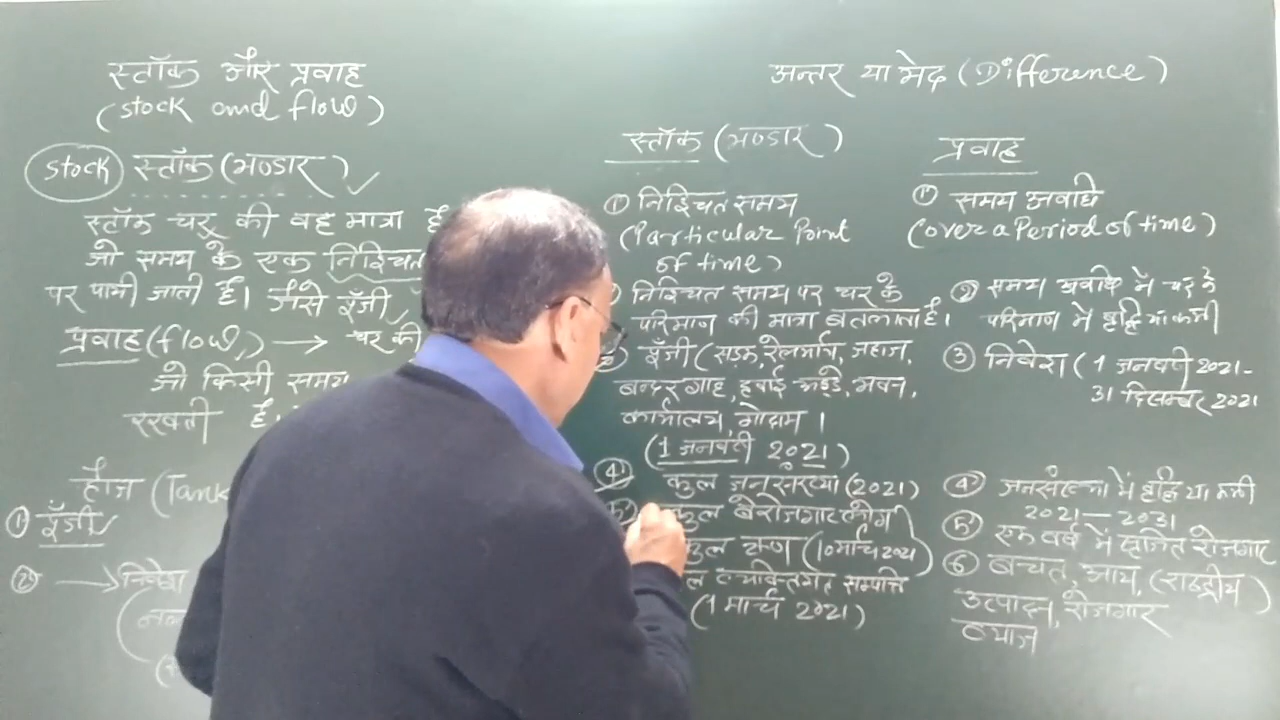 स्टॉक और प्रवाह
(stock and flow)
stock स्टॉक (भण्डार)
स्टॉक चर की वह मात्रा है
जो समय के एक निश्चित
पर पायी जाती है। जैसे पूँजी,
प्रवाह (flow) → चर की
जो किसी समय
रखती है।
हौज (Tank
① पूँजी
② → निवेश
अन्तर या भेद (Difference)
स्टॉक (भण्डार)
① निश्चित समय
(Particular Point
of time)
निश्चित समय पर चर के
परिमाण की मात्रा बतलाता है।
पूँजी (सड़क, रेलमार्ग, जहाज,
बन्दरगाह, हवाई अड्डे, भवन,
कार्यालय, गोदाम ।
(1 जनवरी 2021)
④ कुल जनसंख्या (2021)
⑤ कुल बेरोजगार लोग
कुल ऋण (10 मार्च 2021)
ल व्यक्तिगत सम्पत्ति
(1 मार्च 2021)
प्रवाह
① समय अवधि
(over a Period of time)
② समय अवधि में चर के
परिमाण में वृद्धि या कमी
③ निवेश (1 जनवरी 2021-
31 दिसम्बर 2021
④ जनसंख्या में वृद्धि या कमी
2021 — 2031
⑤ एक वर्ष में सृजित रोजगार
⑥ बचत, आय, (राष्ट्रीय)
उत्पादन, रोजगार
ब्याज